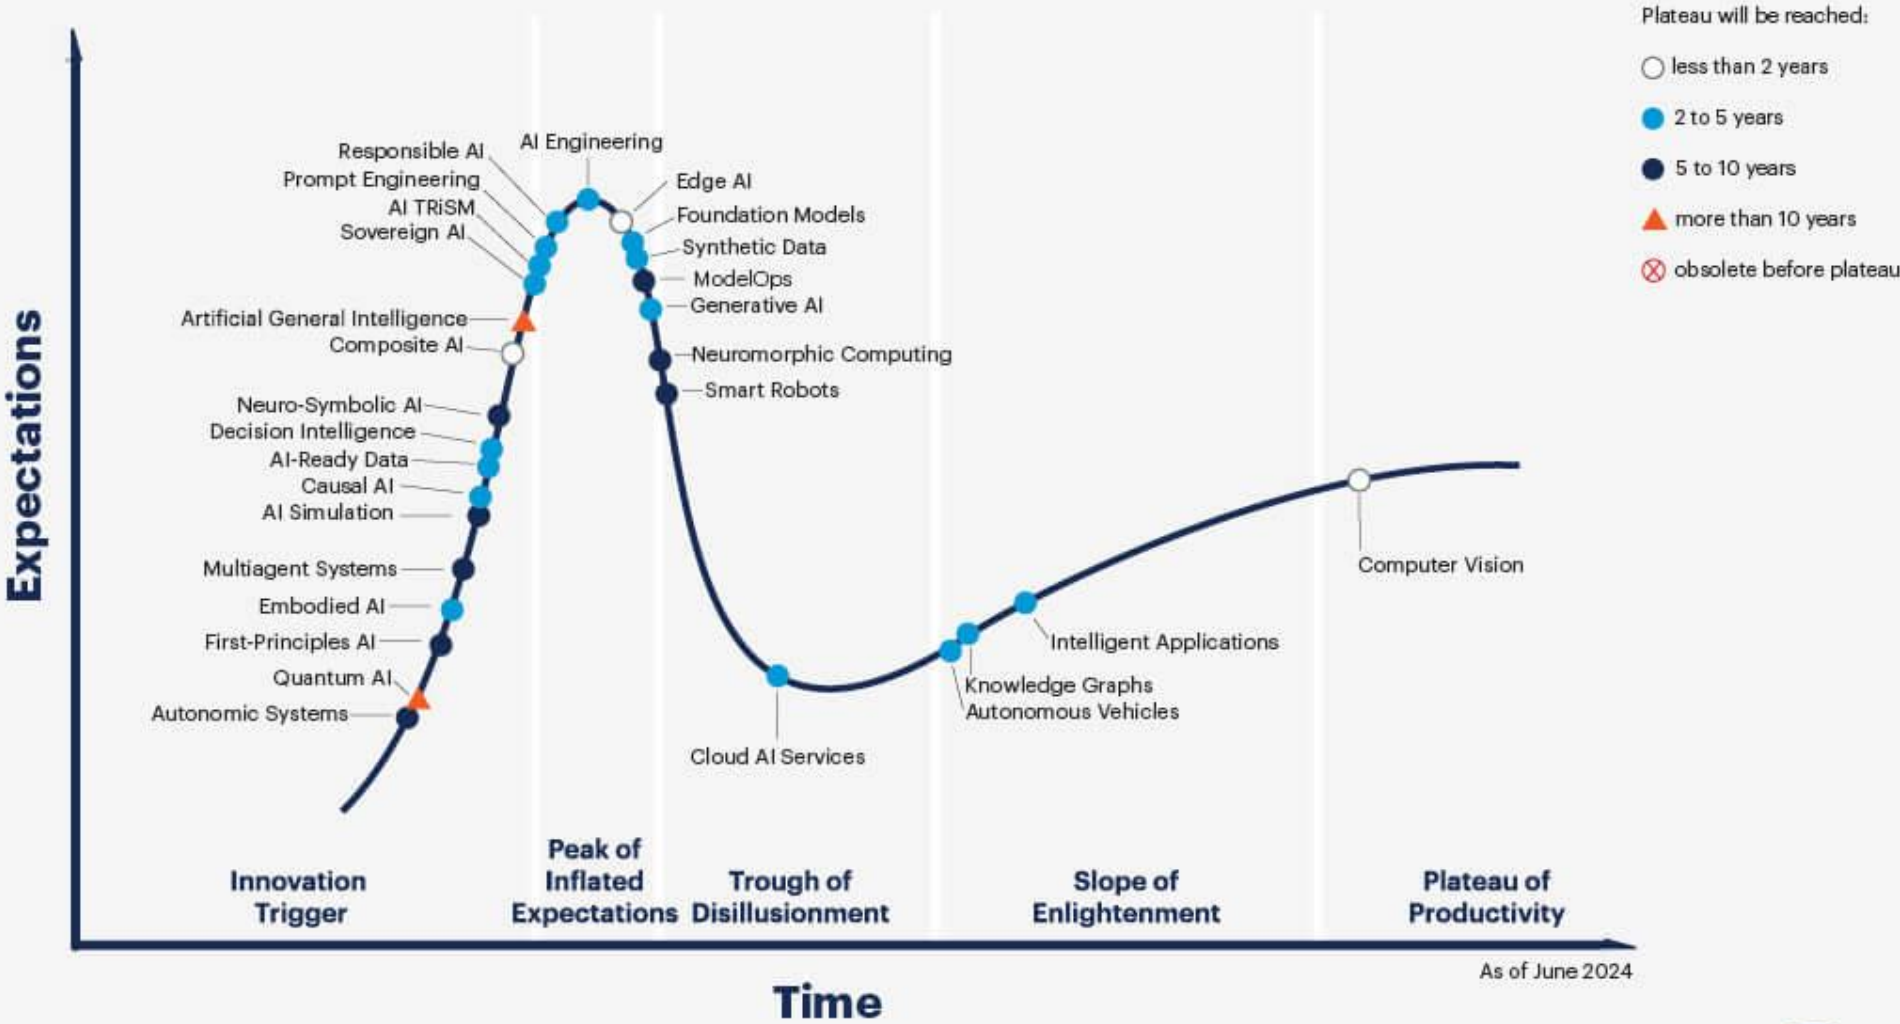 Plateau will be reached:
less than 2 years
2 to 5 years
5 to 10 years
more than 10 years
obsolete before plateau
Expectations
AI Engineering
Responsible AI
Prompt Engineering
AI TRiSM
Sovereign AI
Artificial General Intelligence
Composite AI
Neuro-Symbolic AI
Decision Intelligence
AI-Ready Data
Causal AI
AI Simulation
Multiagent Systems
Embodied AI
First-Principles AI
Quantum AI
Autonomic Systems
Edge AI
Foundation Models
Synthetic Data
ModelOps
Generative AI
Neuromorphic Computing
Smart Robots
Cloud AI Services
Intelligent Applications
Knowledge Graphs
Autonomous Vehicles
Computer Vision
Innovation
Trigger
Peak of
Inflated
Expectations
Trough of
Disillusionment
Slope of
Enlightenment
Plateau of
Productivity
As of June 2024
Time